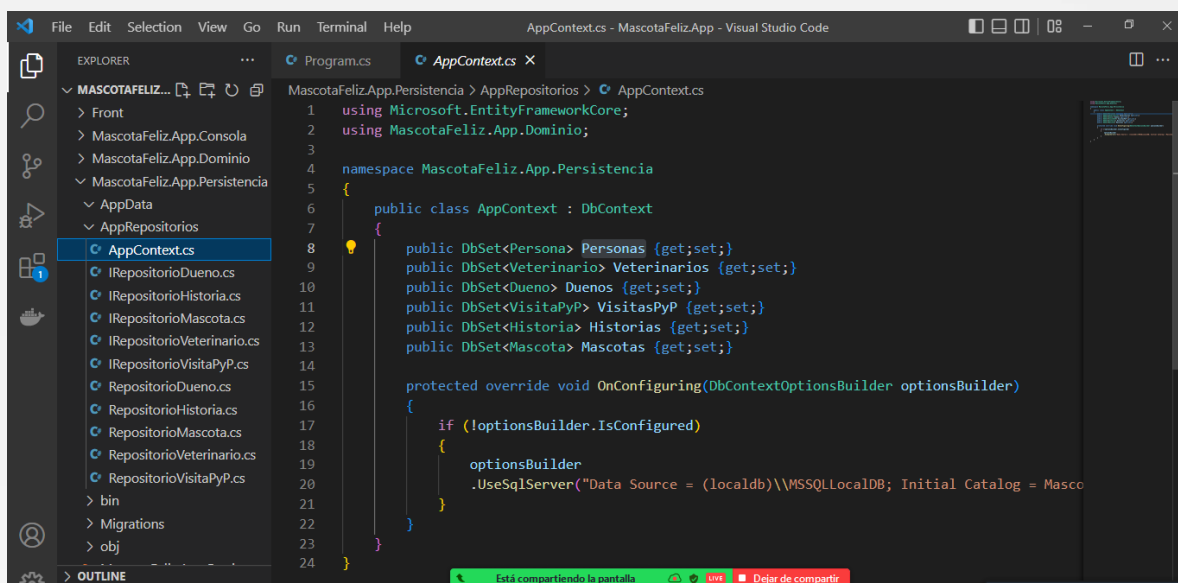 File Edit Selection View Go Run Terminal Help
AppContext.cs - MascotaFeliz.App - Visual Studio Code
EXPLORER
MASCOTAFELIZ...
Front
MascotaFeliz.App.Consola
MascotaFeliz.App.Dominio
MascotaFeliz.App.Persistencia
AppData
AppRepositorios
AppContext.cs
IRepositorioDueno.cs
IRepositorioHistoria.cs
IRepositorioMascota.cs
IRepositorioVeterinario.cs
IRepositorioVisitaPyP.cs
RepositorioDueno.cs
RepositorioHistoria.cs
RepositorioMascota.cs
RepositorioVeterinario.cs
RepositorioVisitaPyP.cs
bin
Migrations
obj
OUTLINE
1
Program.cs
AppContext.cs
MascotaFeliz.App.Persistencia > AppRepositorios > AppContext.cs
1 using Microsoft.EntityFrameworkCore;
2 using MascotaFeliz.App.Dominio;
3
4 namespace MascotaFeliz.App.Persistencia
5 {
6 public class AppContext : DbContext
7 {
8 public DbSet<Persona> Personas {get;set;}
9 public DbSet<Veterinario> Veterinarios {get;set;}
10 public DbSet<Dueno> Duenos {get;set;}
11 public DbSet<VisitaPyP> VisitasPyP {get;set;}
12 public DbSet<Historia> Historias {get;set;}
13 public DbSet<Mascota> Mascotas {get;set;}
14
15 protected override void OnConfiguring(DbContextOptionsBuilder optionsBuilder)
16 {
17 if (!optionsBuilder.IsConfigured)
18 {
19 optionsBuilder
20 .UseSqlServer("Data Source = (localdb)\\MSSQLLocalDB; Initial Catalog = Masco
21 }
22 }
23 }
24 }
Está compartiendo la pantalla LIVE Dejar de compartir